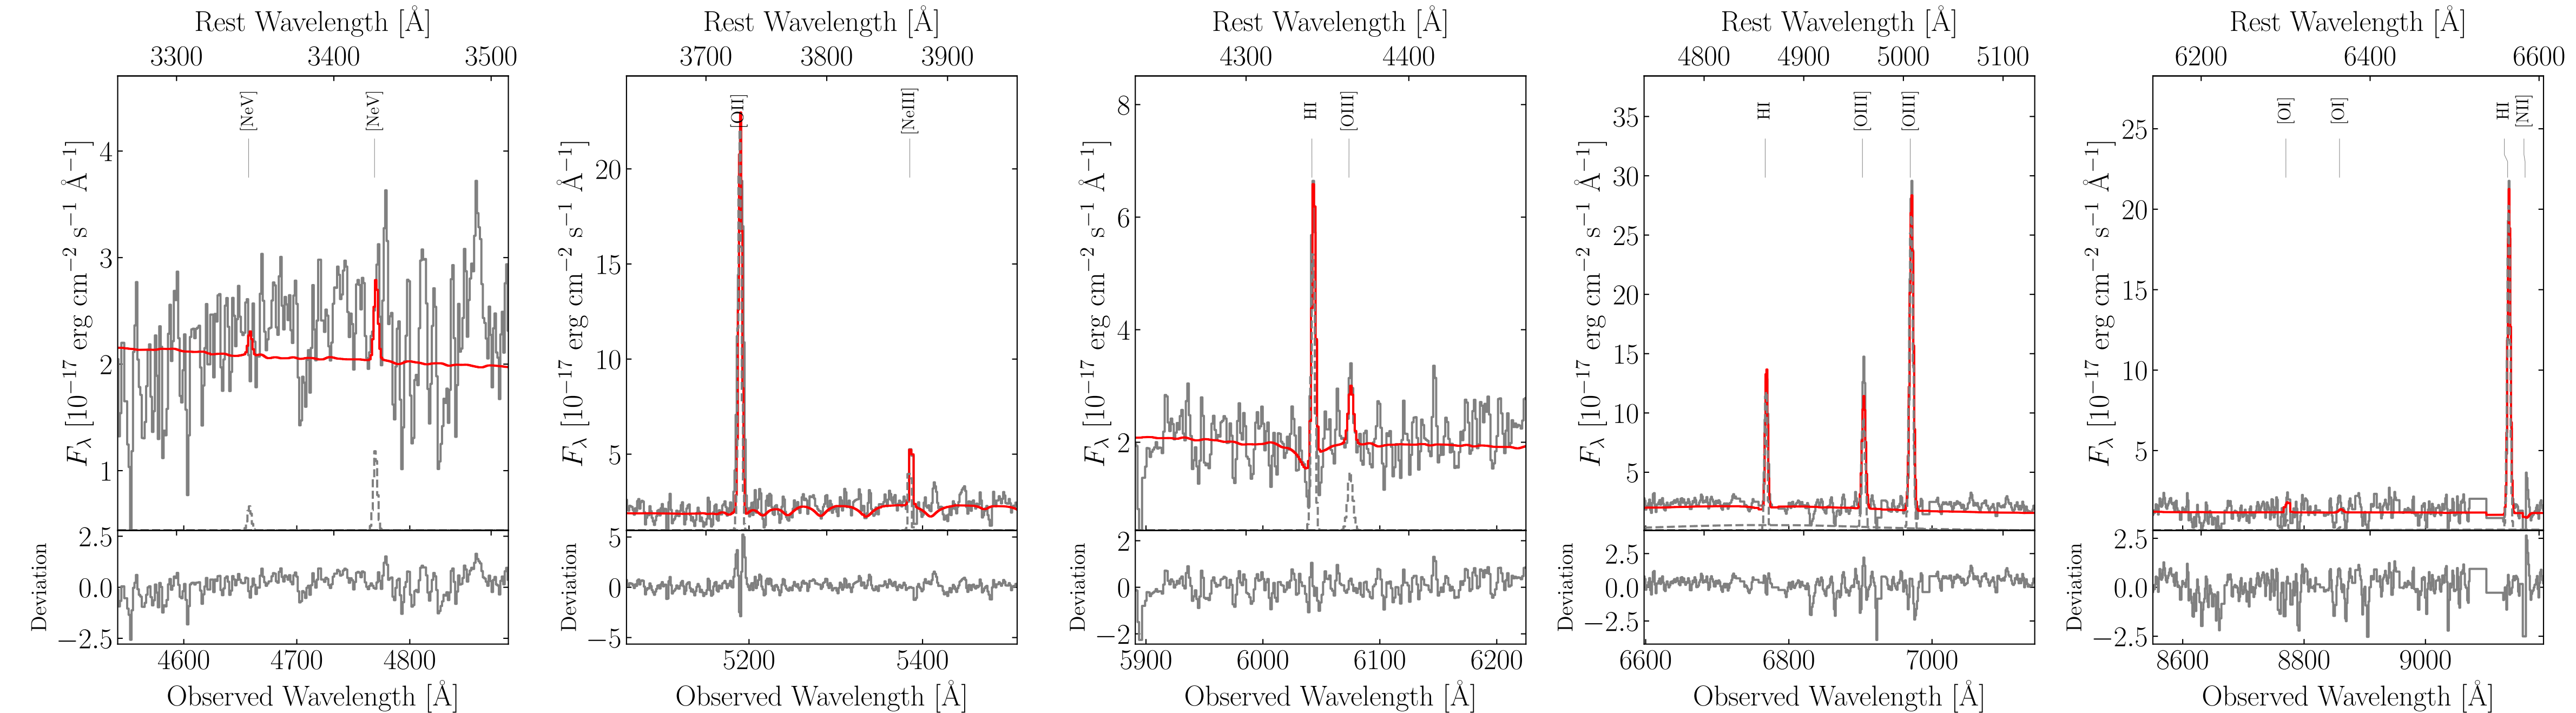 Rest Wavelength [Å]
3300 3400 3500
[NeV] [NeV]
4
3
2
1
F_λ [10⁻¹⁷ erg cm⁻² s⁻¹ Å⁻¹]
2.5
0.0
−2.5
Deviation
4600 4700 4800
Observed Wavelength [Å]
Rest Wavelength [Å]
3700 3800 3900
[OII] [NeIII]
20
15
10
5
F_λ [10⁻¹⁷ erg cm⁻² s⁻¹ Å⁻¹]
5
0
−5
Deviation
5200 5400
Observed Wavelength [Å]
Rest Wavelength [Å]
4300 4400
HI [OIII]
8
6
4
2
F_λ [10⁻¹⁷ erg cm⁻² s⁻¹ Å⁻¹]
2
0
−2
Deviation
5900 6000 6100 6200
Observed Wavelength [Å]
Rest Wavelength [Å]
4800 4900 5000 5100
HI [OIII] [OIII]
35
30
25
20
15
10
5
F_λ [10⁻¹⁷ erg cm⁻² s⁻¹ Å⁻¹]
2.5
0.0
−2.5
Deviation
6600 6800 7000
Observed Wavelength [Å]
Rest Wavelength [Å]
6200 6400 6600
[OI] [OI] HI [NII]
25
20
15
10
5
F_λ [10⁻¹⁷ erg cm⁻² s⁻¹ Å⁻¹]
2.5
0.0
−2.5
Deviation
8600 8800 9000
Observed Wavelength [Å]